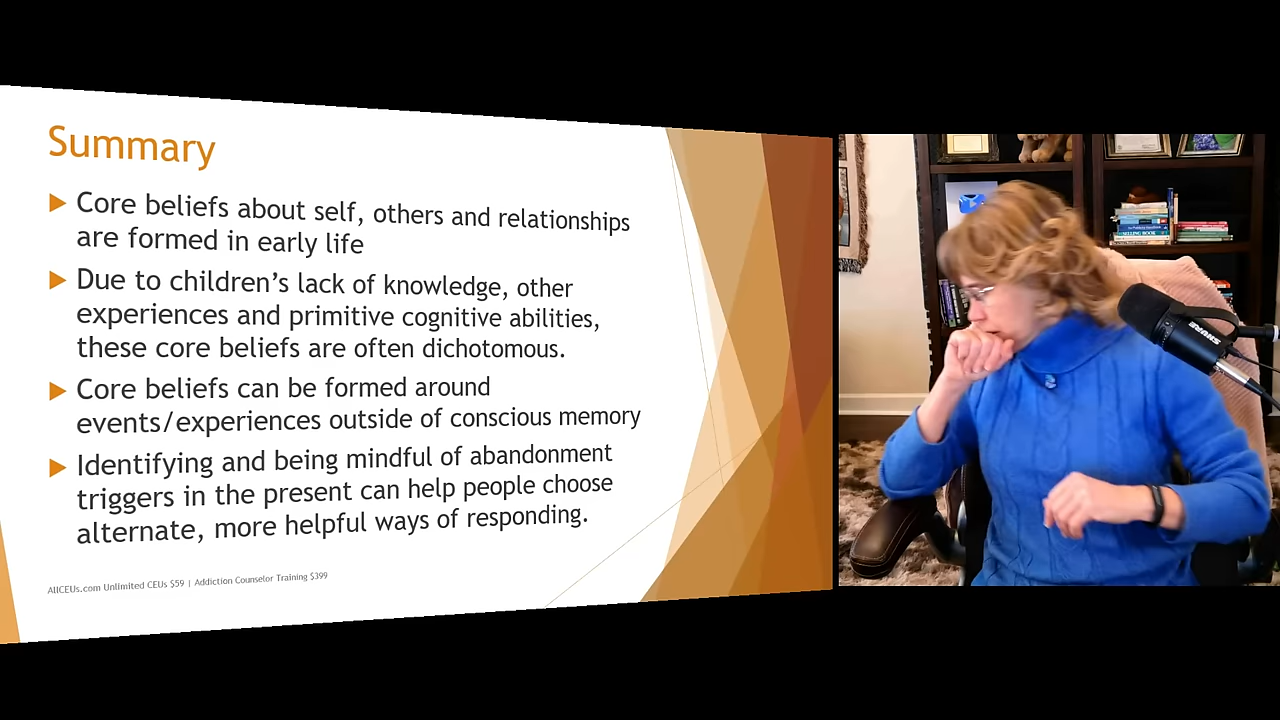 Summary
Core beliefs about self, others and relationships
are formed in early life
Due to children's lack of knowledge, other
experiences and primitive cognitive abilities,
these core beliefs are often dichotomous.
Core beliefs can be formed around
events/experiences outside of conscious memory
Identifying and being mindful of abandonment
triggers in the present can help people choose
alternate, more helpful ways of responding.
AllCEUs.com Unlimited CEUs $59 | Addiction Counselor Training $399
SHURE
SELLING BOOK